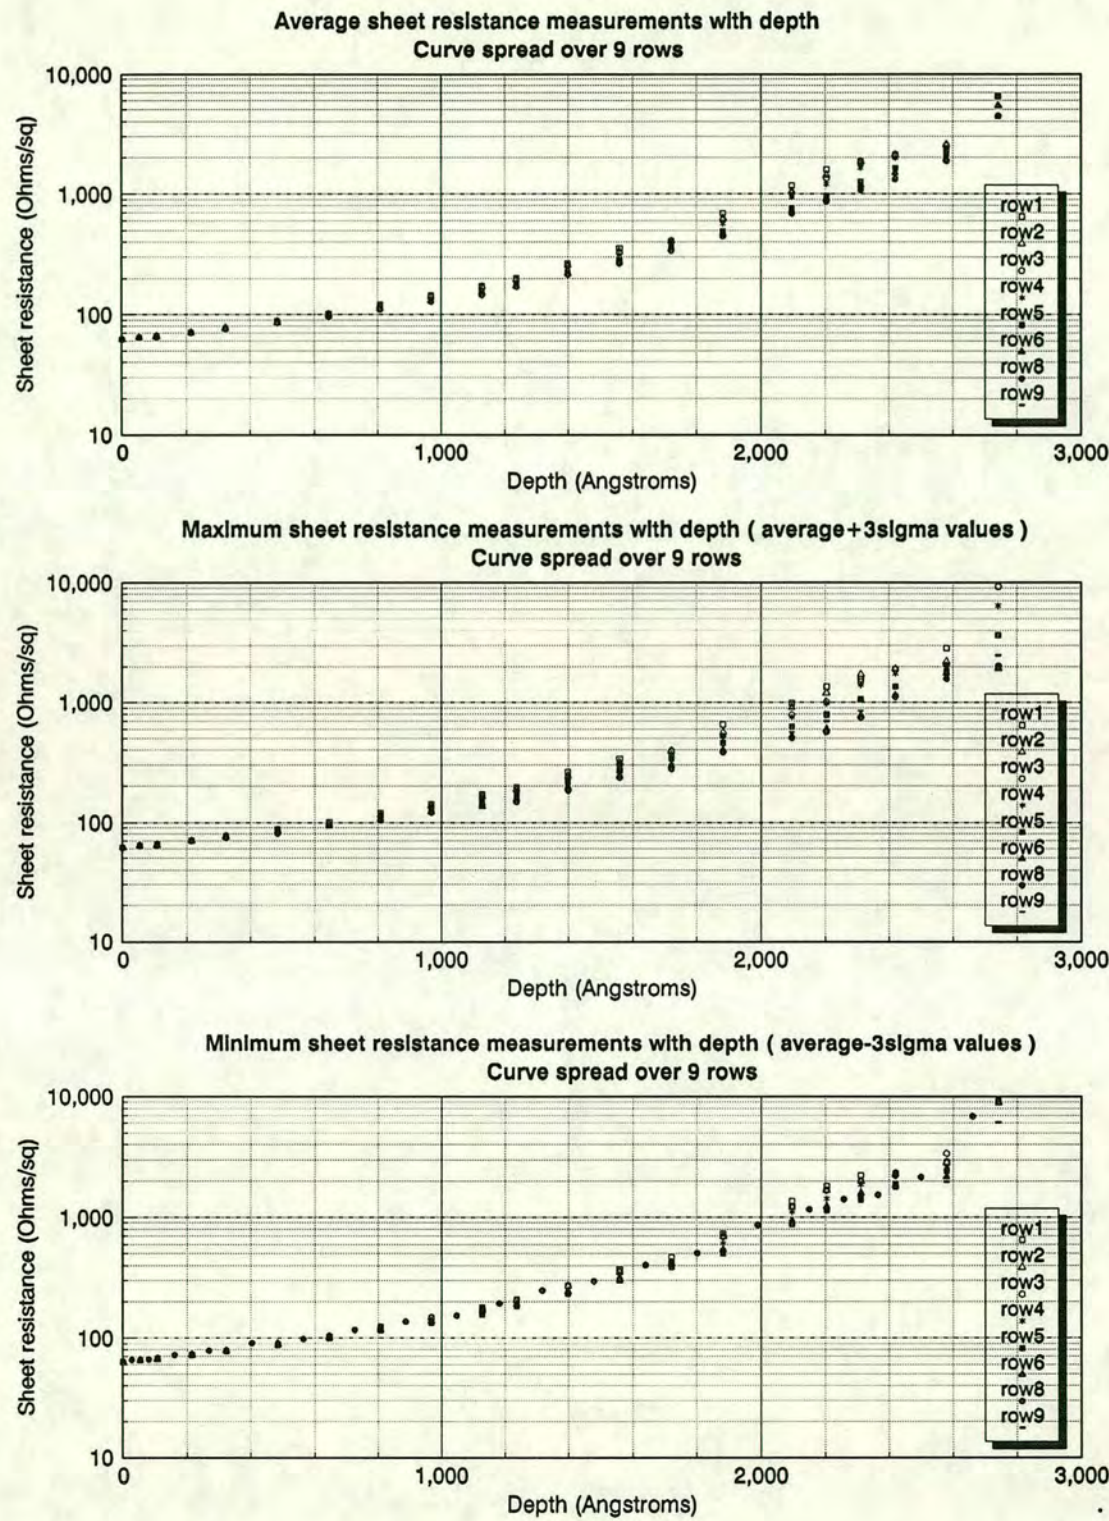 Average sheet resistance measurements with depth
Curve spread over 9 rows
Sheet resistance (Ohms/sq)
10,000
1,000
100
10
0
1,000
2,000
3,000
Depth (Angstroms)
row1
row2
row3
row4
row5
row6
row8
row9
Maximum sheet resistance measurements with depth ( average+3sigma values )
Curve spread over 9 rows
Sheet resistance (Ohms/sq)
10,000
1,000
100
10
0
1,000
2,000
3,000
Depth (Angstroms)
row1
row2
row3
row4
row5
row6
row8
row9
Minimum sheet resistance measurements with depth ( average-3sigma values )
Curve spread over 9 rows
Sheet resistance (Ohms/sq)
10,000
1,000
100
10
0
1,000
2,000
3,000
Depth (Angstroms)
row1
row2
row3
row4
row5
row6
row8
row9